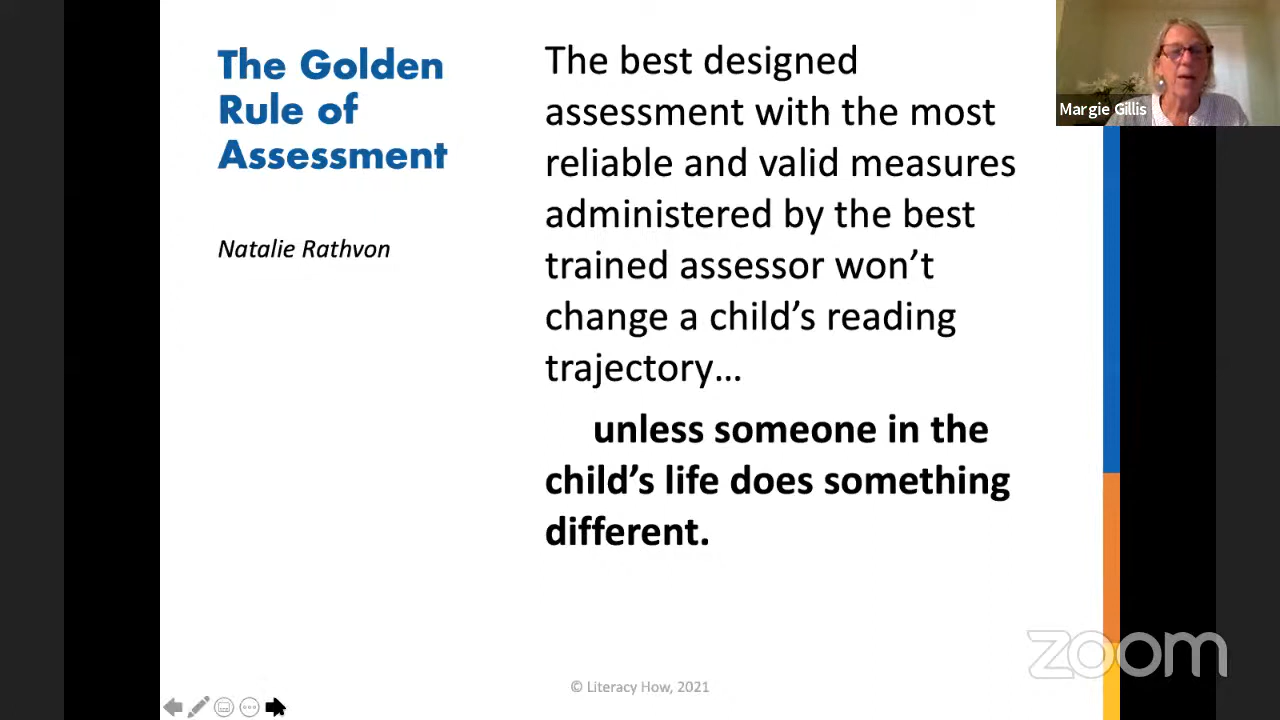 The Golden
Rule of
Assessment
Natalie Rathvon
The best designed
assessment with the most
reliable and valid measures
administered by the best
trained assessor won’t
change a child’s reading
trajectory…
unless someone in the
child’s life does something
different.
Margie Gillis
© Literacy How, 2021
zoom